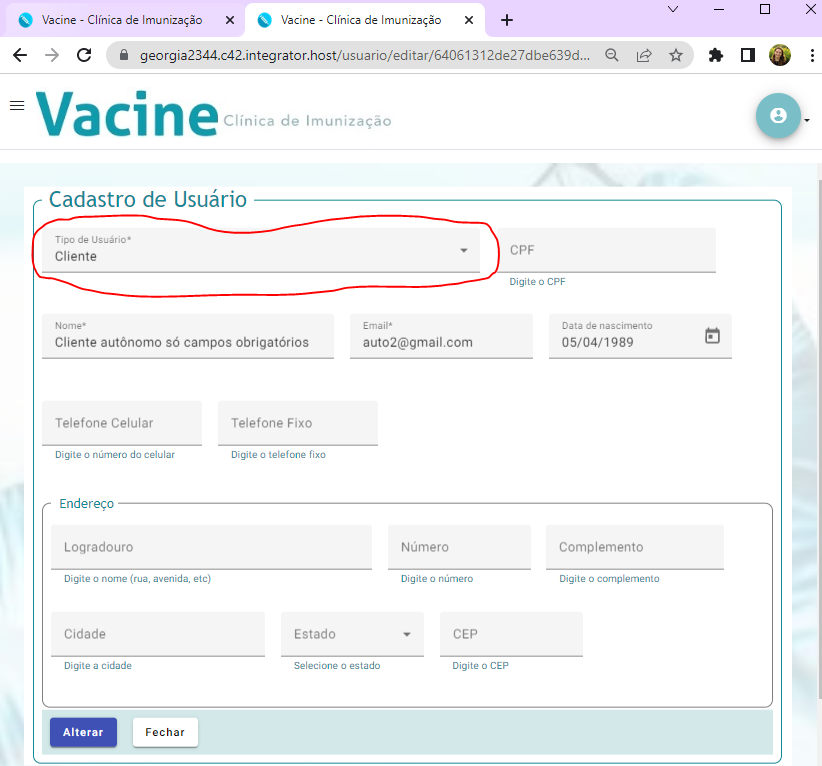 Vacine - Clínica de Imunização
Vacine - Clínica de Imunização
georgia2344.c42.integrator.host/usuario/editar/64061312de27dbe639d...
Vacine Clínica de Imunização
Cadastro de Usuário
Tipo de Usuário*
Cliente
CPF
Digite o CPF
Nome*
Cliente autônomo só campos obrigatórios
Email*
auto2@gmail.com
Data de nascimento
05/04/1989
Telefone Celular
Digite o número do celular
Telefone Fixo
Digite o telefone fixo
Endereço
Logradouro
Digite o nome (rua, avenida, etc)
Número
Digite o número
Complemento
Digite o complemento
Cidade
Digite a cidade
Estado
Selecione o estado
CEP
Digite o CEP
Alterar
Fechar